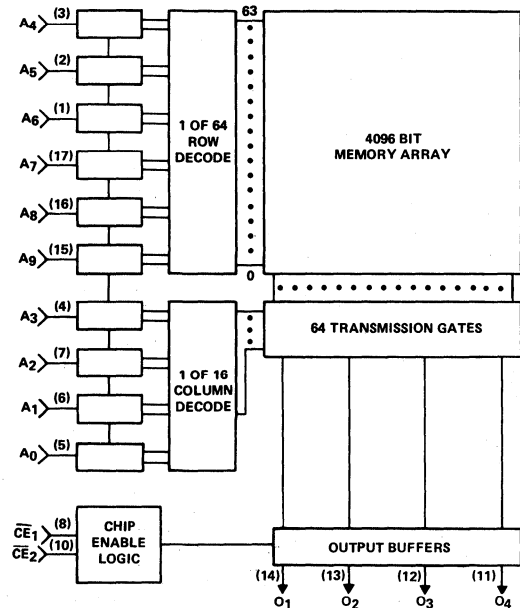 A4 (3)
A5 (2)
A6 (1)
A7 (17)
A8 (16)
A9 (15)
1 OF 64
ROW
DECODE
63
0
4096 BIT
MEMORY ARRAY
A3 (4)
A2 (7)
A1 (6)
A0 (5)
1 OF 16
COLUMN
DECODE
64 TRANSMISSION GATES
C̅E̅1 (8)
C̅E̅2 (10)
CHIP
ENABLE
LOGIC
OUTPUT BUFFERS
(14) (13) (12) (11)
O1 O2 O3 O4